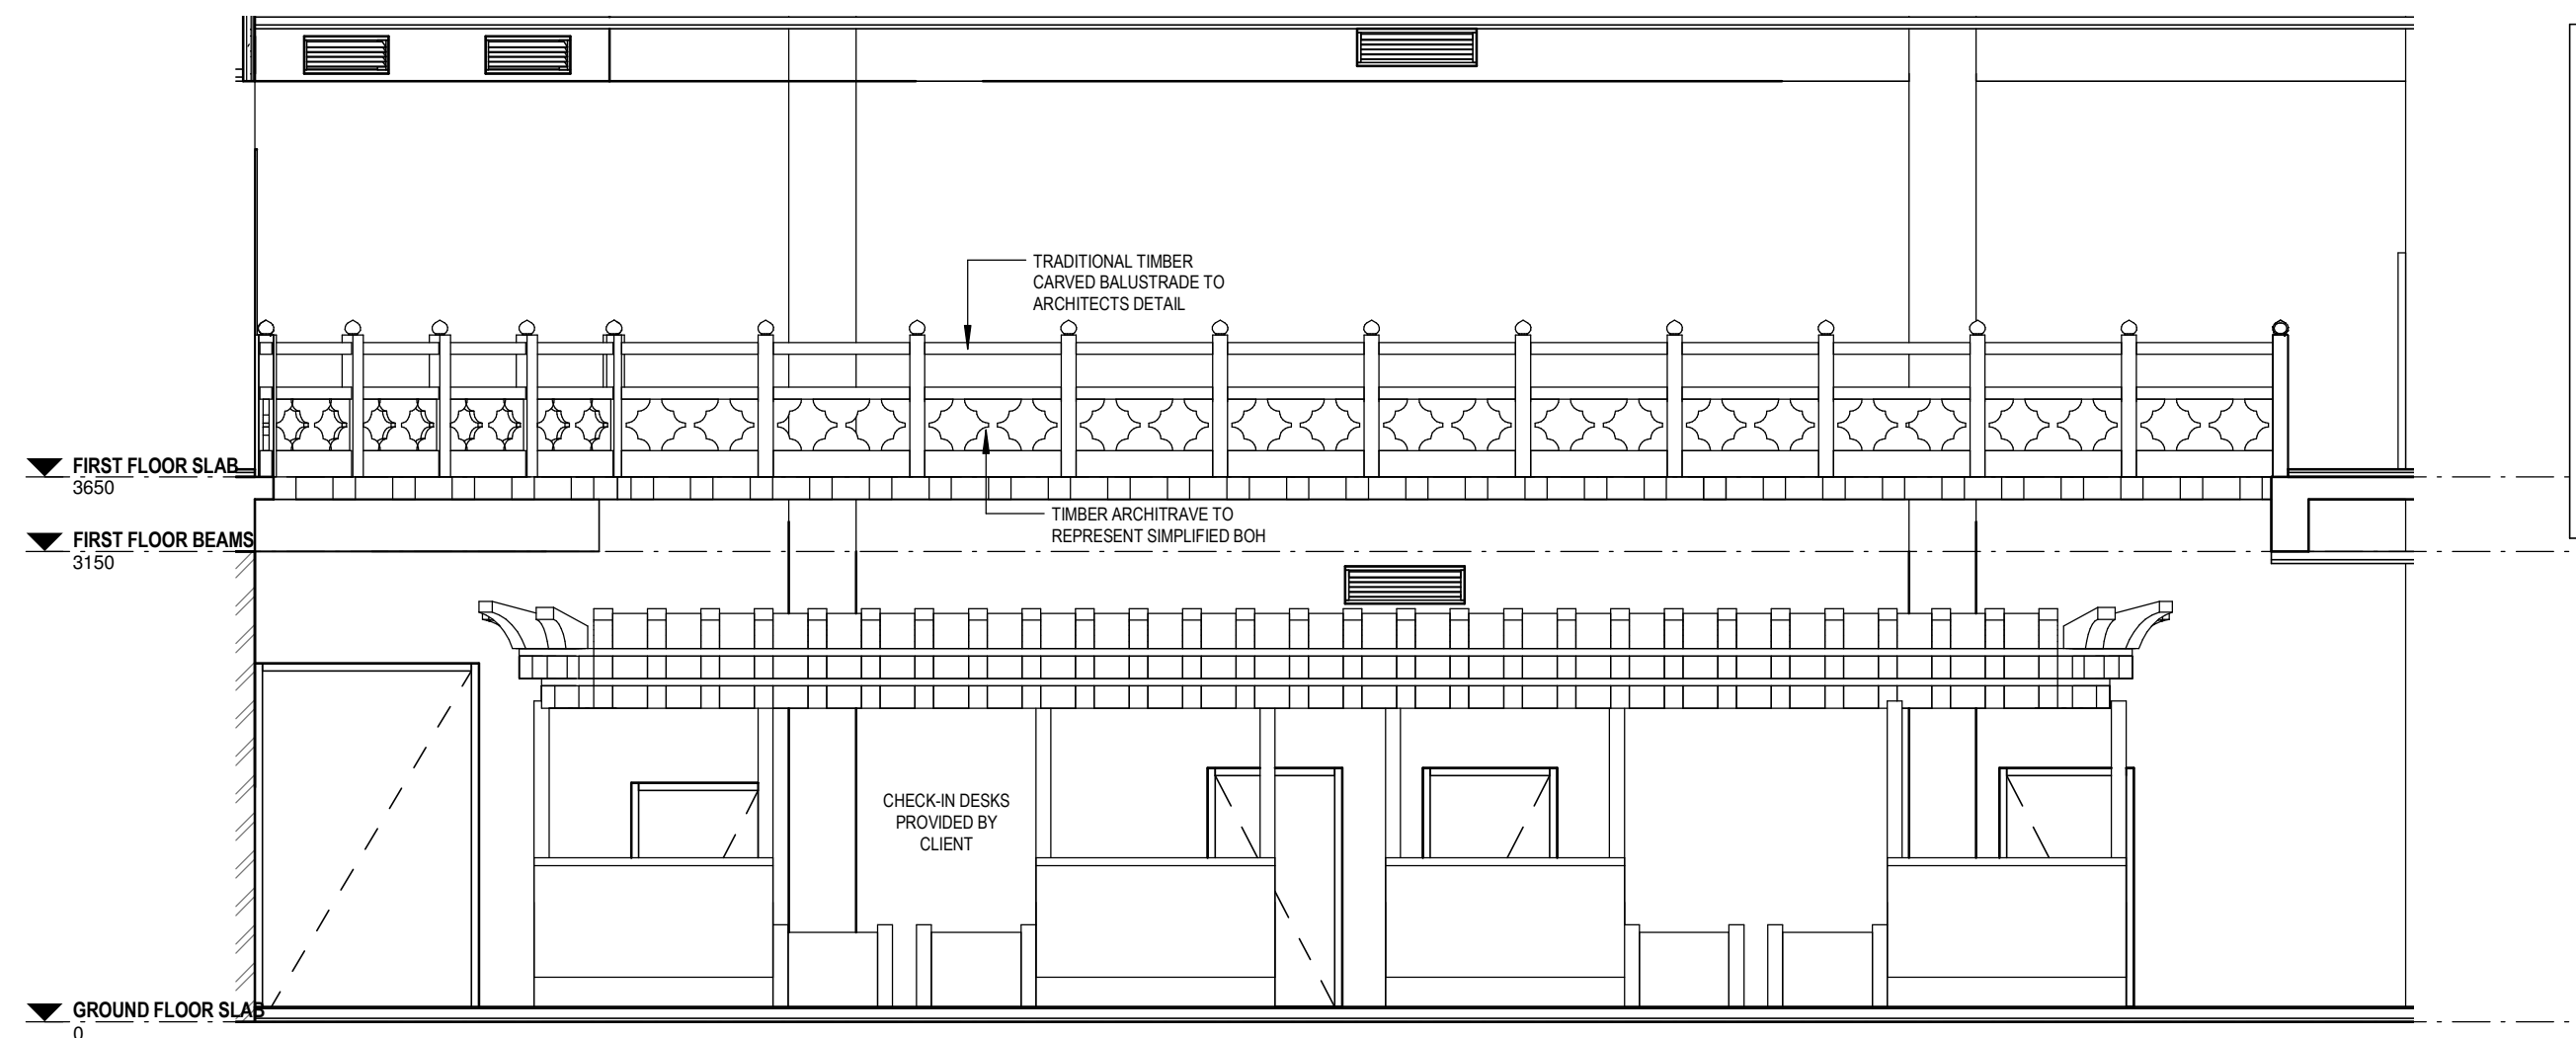 TRADITIONAL TIMBER
CARVED BALUSTRADE TO
ARCHITECTS DETAIL
FIRST FLOOR SLAB
3650
TIMBER ARCHITRAVE TO
REPRESENT SIMPLIFIED BOH
FIRST FLOOR BEAMS
3150
CHECK-IN DESKS
PROVIDED BY
CLIENT
GROUND FLOOR SLAB
0